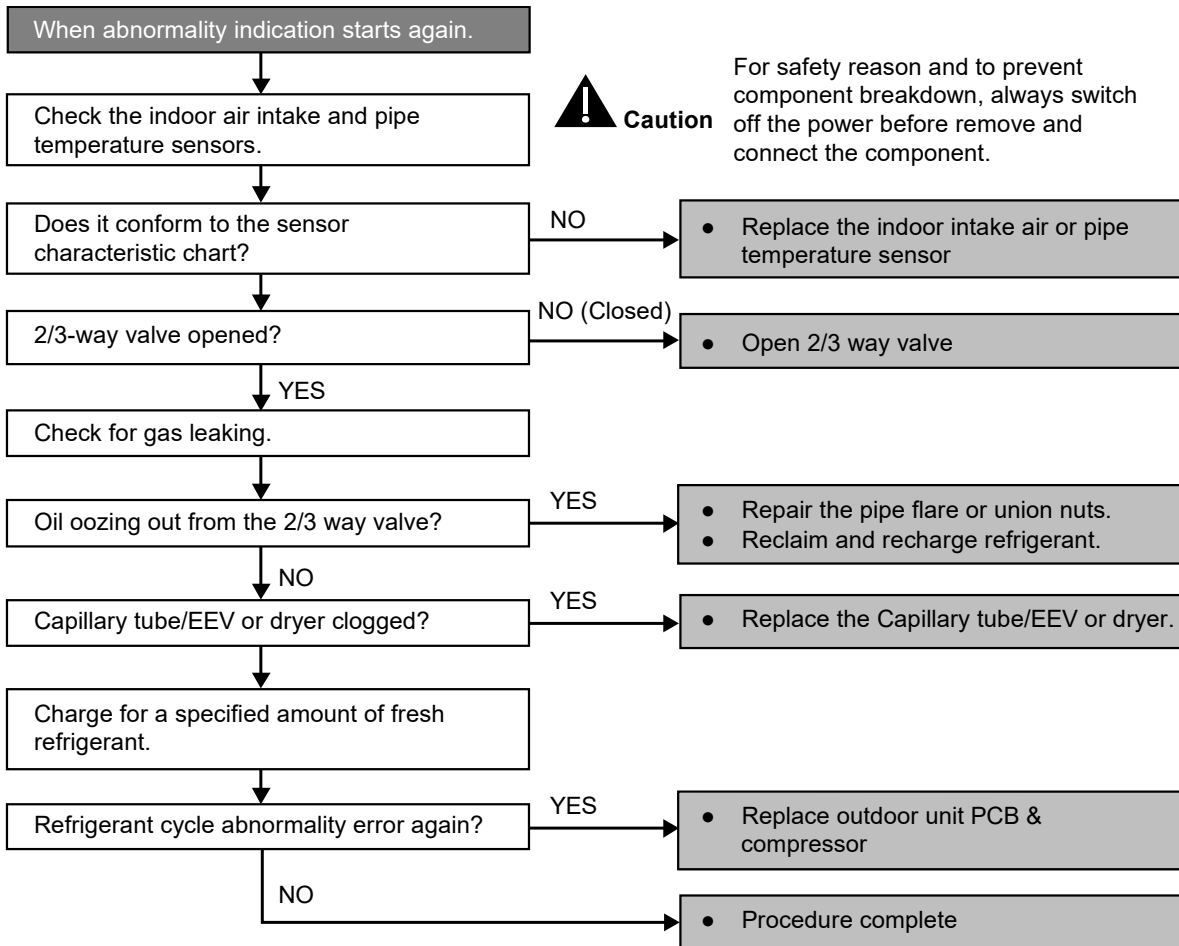 When abnormality indication starts again.
Caution
For safety reason and to prevent
component breakdown, always switch
off the power before remove and
connect the component.
Check the indoor air intake and pipe
temperature sensors.
Does it conform to the sensor
characteristic chart?
NO
● Replace the indoor intake air or pipe
temperature sensor
2/3-way valve opened?
NO (Closed)
● Open 2/3 way valve
YES
Check for gas leaking.
Oil oozing out from the 2/3 way valve?
YES
● Repair the pipe flare or union nuts.
● Reclaim and recharge refrigerant.
NO
Capillary tube/EEV or dryer clogged?
YES
● Replace the Capillary tube/EEV or dryer.
Charge for a specified amount of fresh
refrigerant.
Refrigerant cycle abnormality error again?
YES
● Replace outdoor unit PCB &
compressor
NO
● Procedure complete